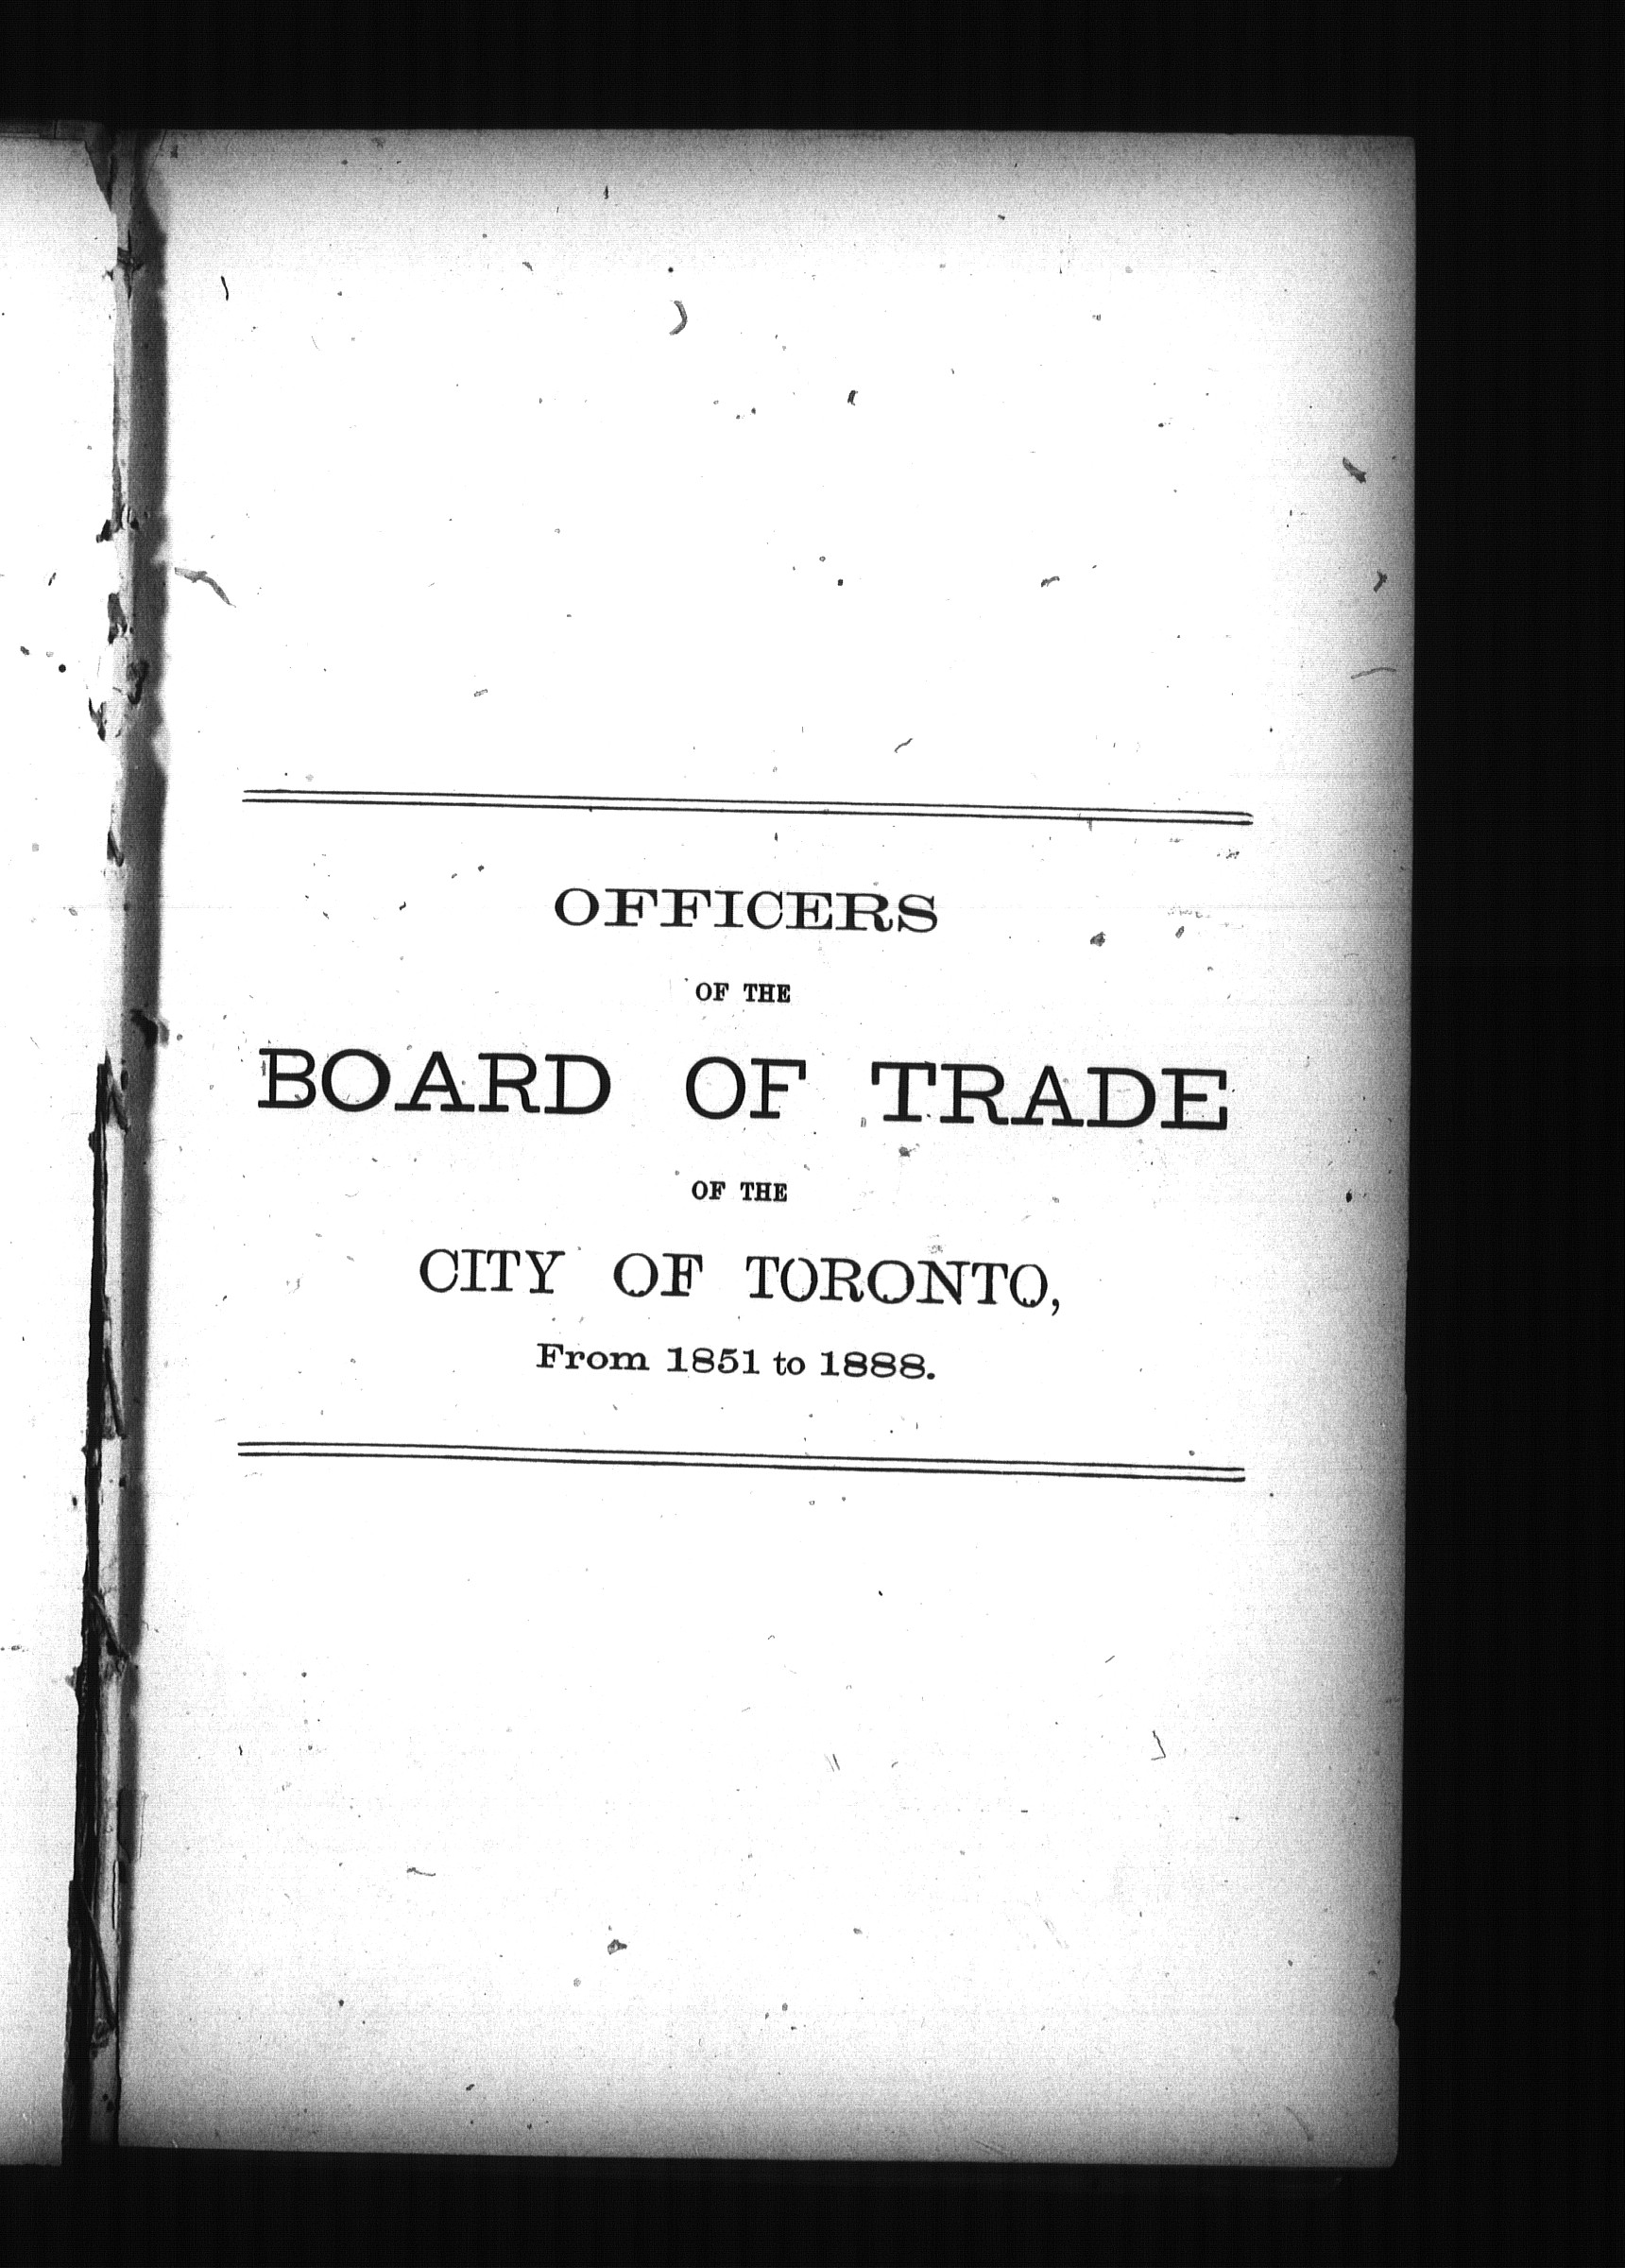 OFFICERS
OF THE
BOARD OF TRADE
OF THE
CITY OF TORONTO,
From 1851 to 1888.